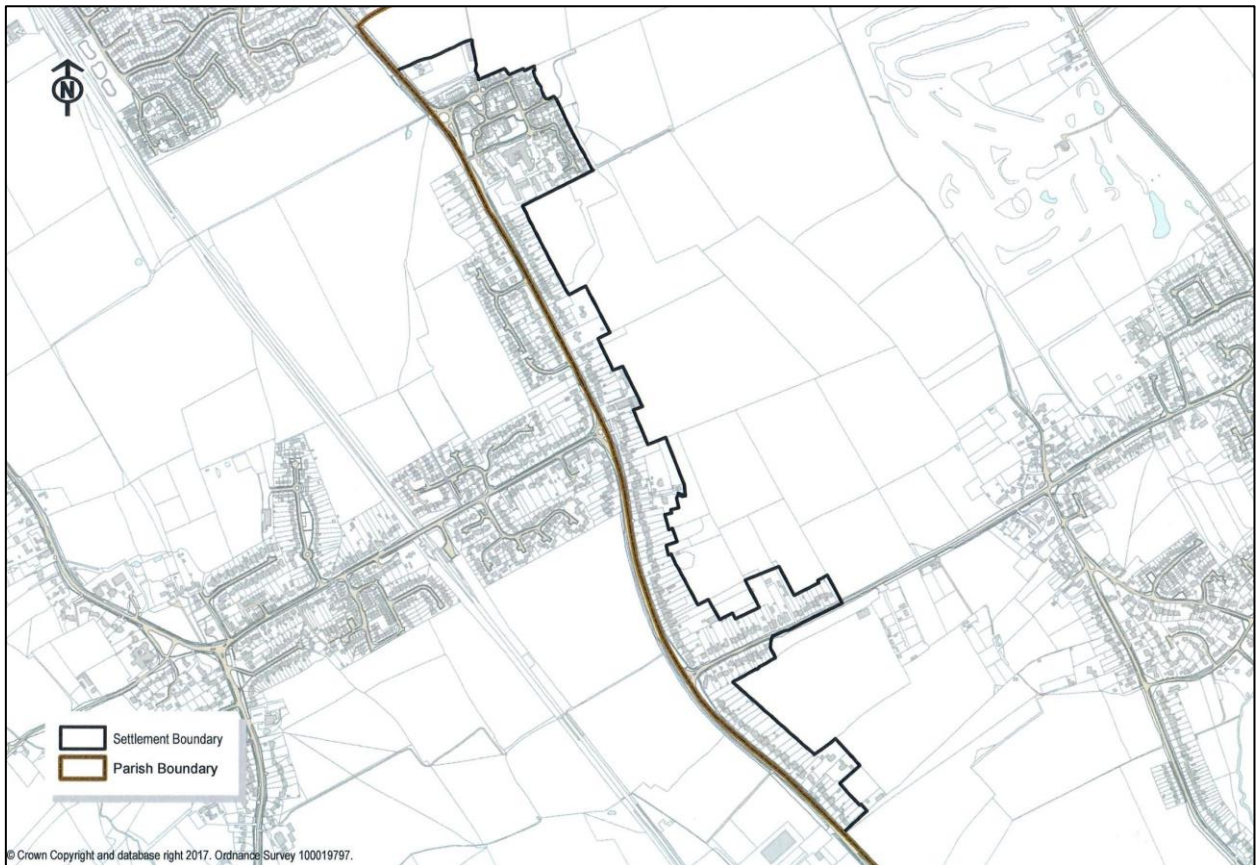 N
Settlement Boundary
Parish Boundary
© Crown Copyright and database right 2017. Ordnance Survey 100019797.